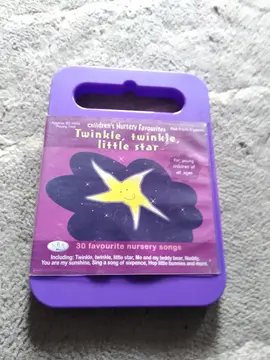 Children's Nursery Favourites
Twinkle, twinkle,
little star
for young
children of
all ages
30 favourite nursery songs
Including: Twinkle, twinkle, little star, Me and my teddy bear, Noddy,
You are my sunshine, Sing a song of sixpence, Hop little bunnies and more.